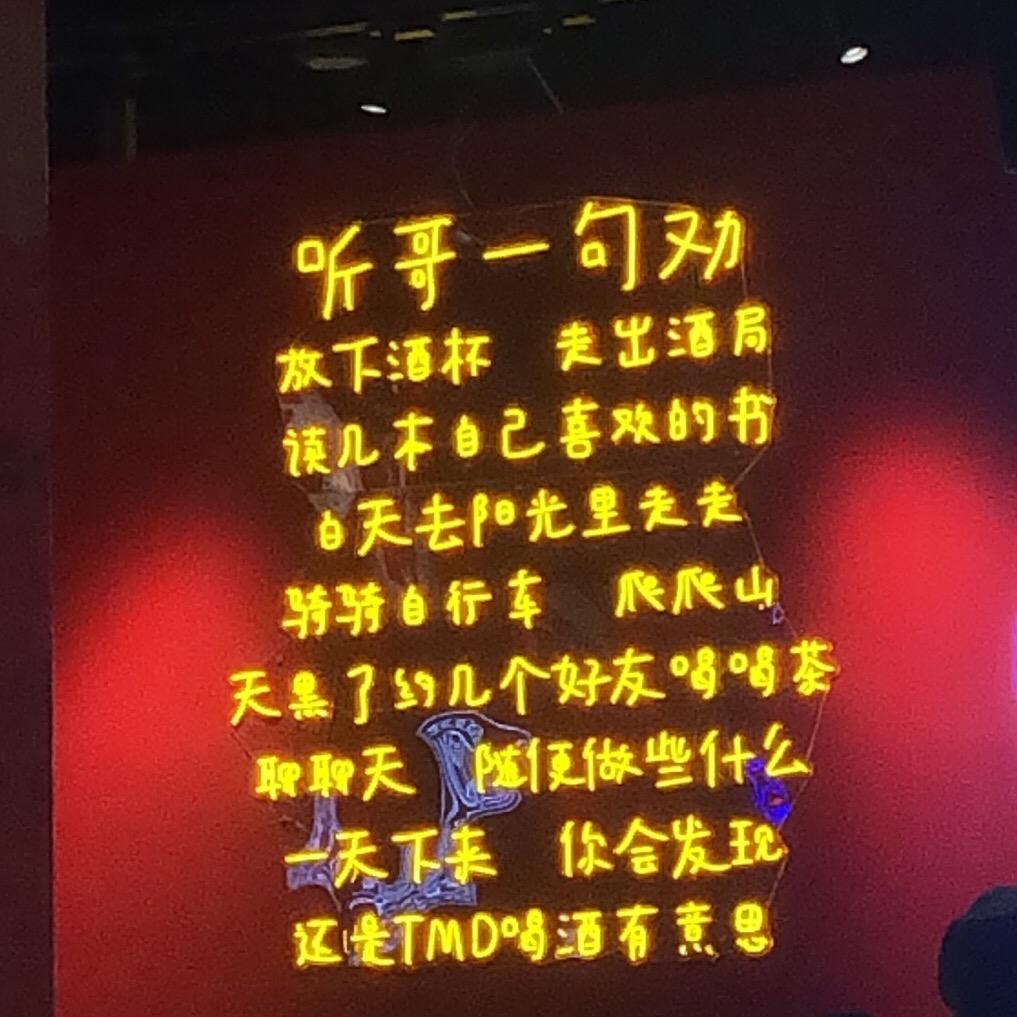 听哥一句劝
放下酒杯 走出酒局
读几本自己喜欢的书
白天去阳光里走走
骑骑自行车 爬爬山
天黑了约几个好友喝喝茶
聊聊天 随便做些什么
一天下来 你会发现
还是TMD喝酒有意思